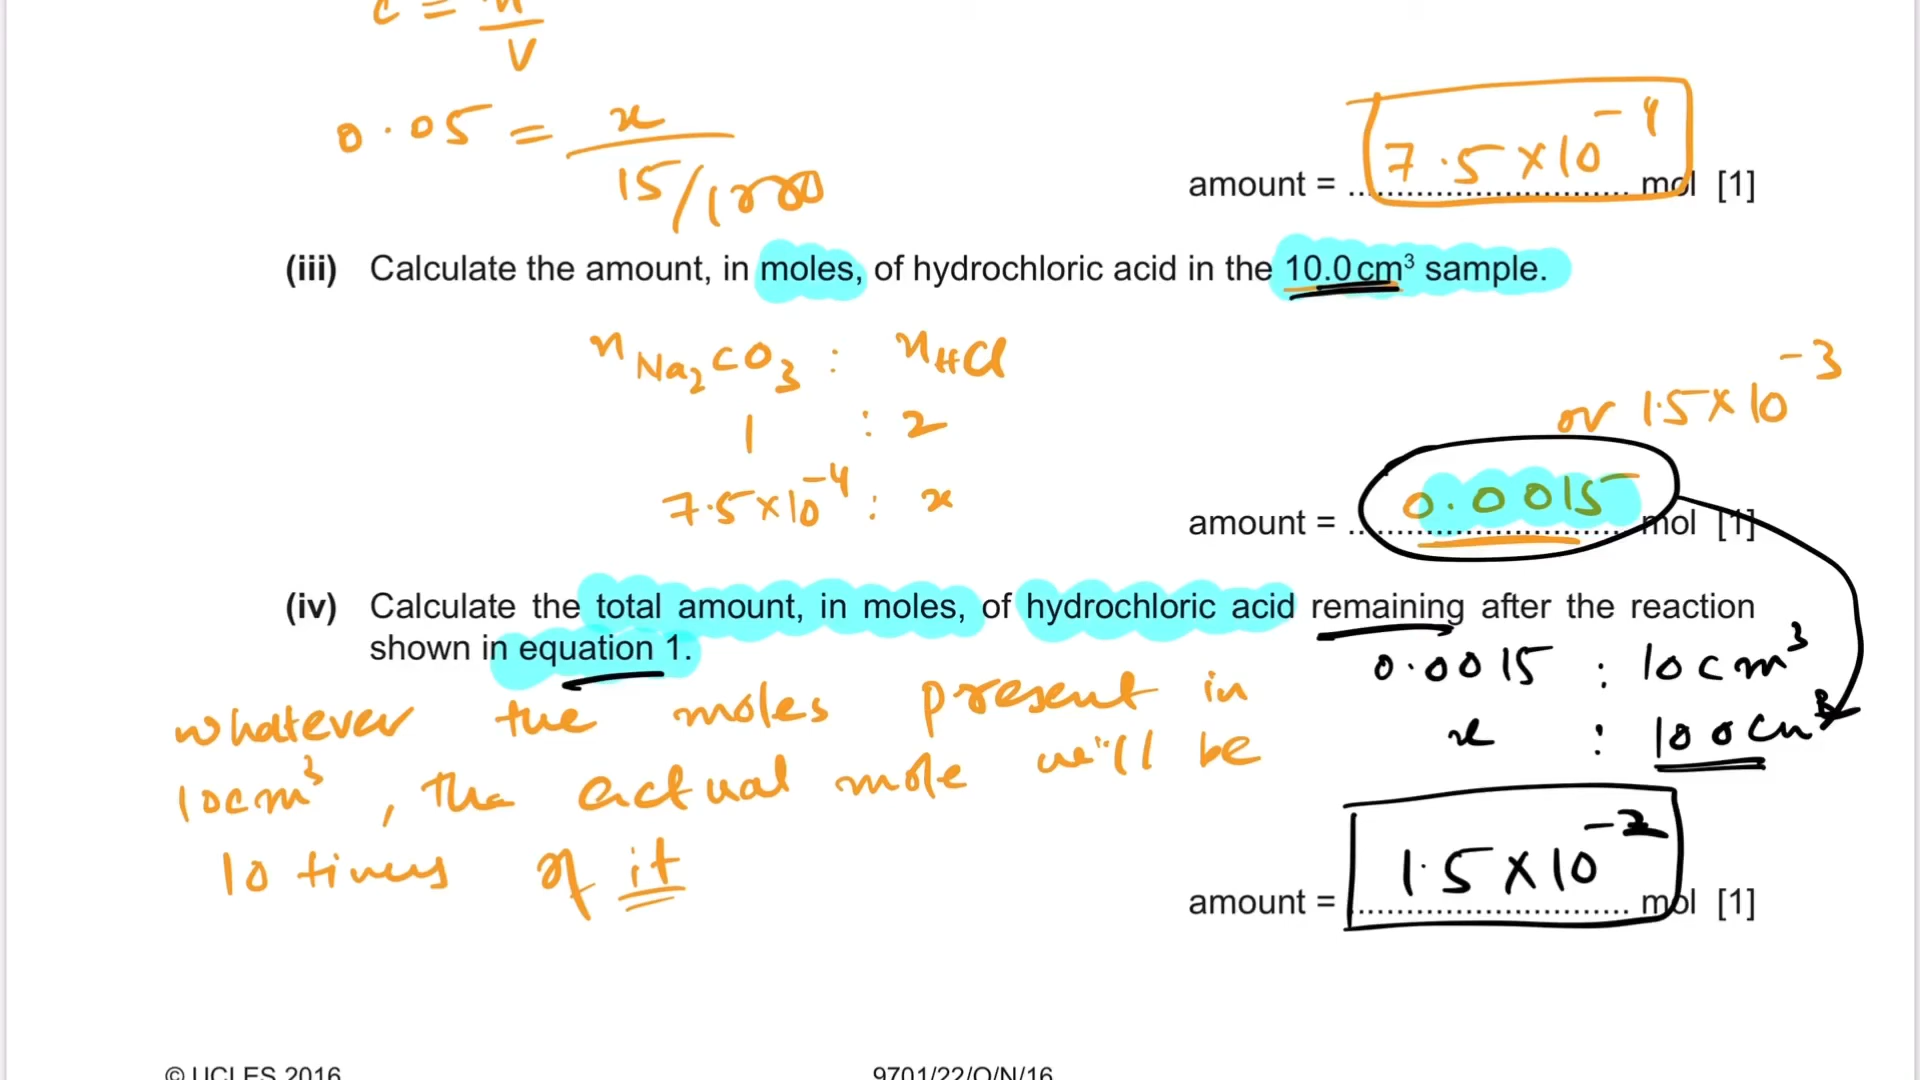 c = n
V
0.05 = x
15/1000
7.5×10⁻⁴
amount = .............................. mol [1]
(iii) Calculate the amount, in moles, of hydrochloric acid in the 10.0 cm³ sample.
n Na₂CO₃ : nHCl
or 1.5×10⁻³
1 : 2
7.5×10⁻⁴ : x
0.0015
amount = .............................. mol [1]
(iv) Calculate the total amount, in moles, of hydrochloric acid remaining after the reaction
shown in equation 1.
0.0015 : 10cm³
whatever the moles present in
x : 100cm³
10cm³, the actual mole will be
10 times of it
1.5×10⁻²
amount = .............................. mol [1]
© UCLES 2016 9701/22/O/N/16